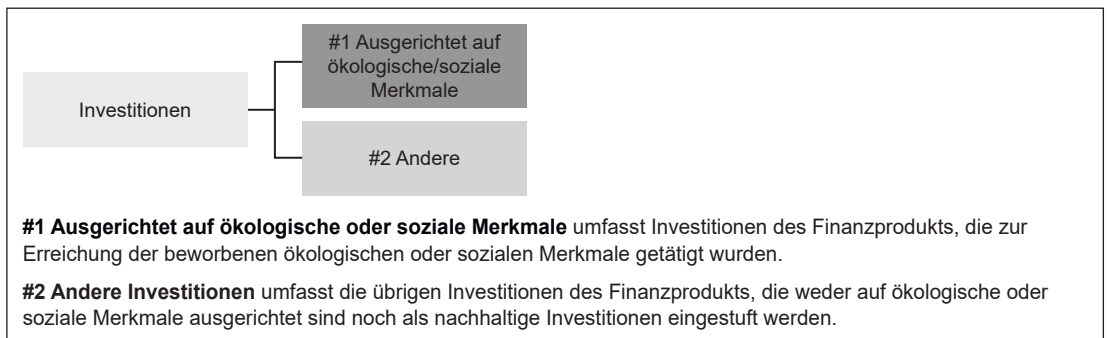 #1 Ausgerichtet auf
ökologische/soziale
Merkmale
Investitionen
#2 Andere
#1 Ausgerichtet auf ökologische oder soziale Merkmale umfasst Investitionen des Finanzprodukts, die zur
Erreichung der beworbenen ökologischen oder sozialen Merkmale getätigt wurden.
#2 Andere Investitionen umfasst die übrigen Investitionen des Finanzprodukts, die weder auf ökologische oder
soziale Merkmale ausgerichtet sind noch als nachhaltige Investitionen eingestuft werden.